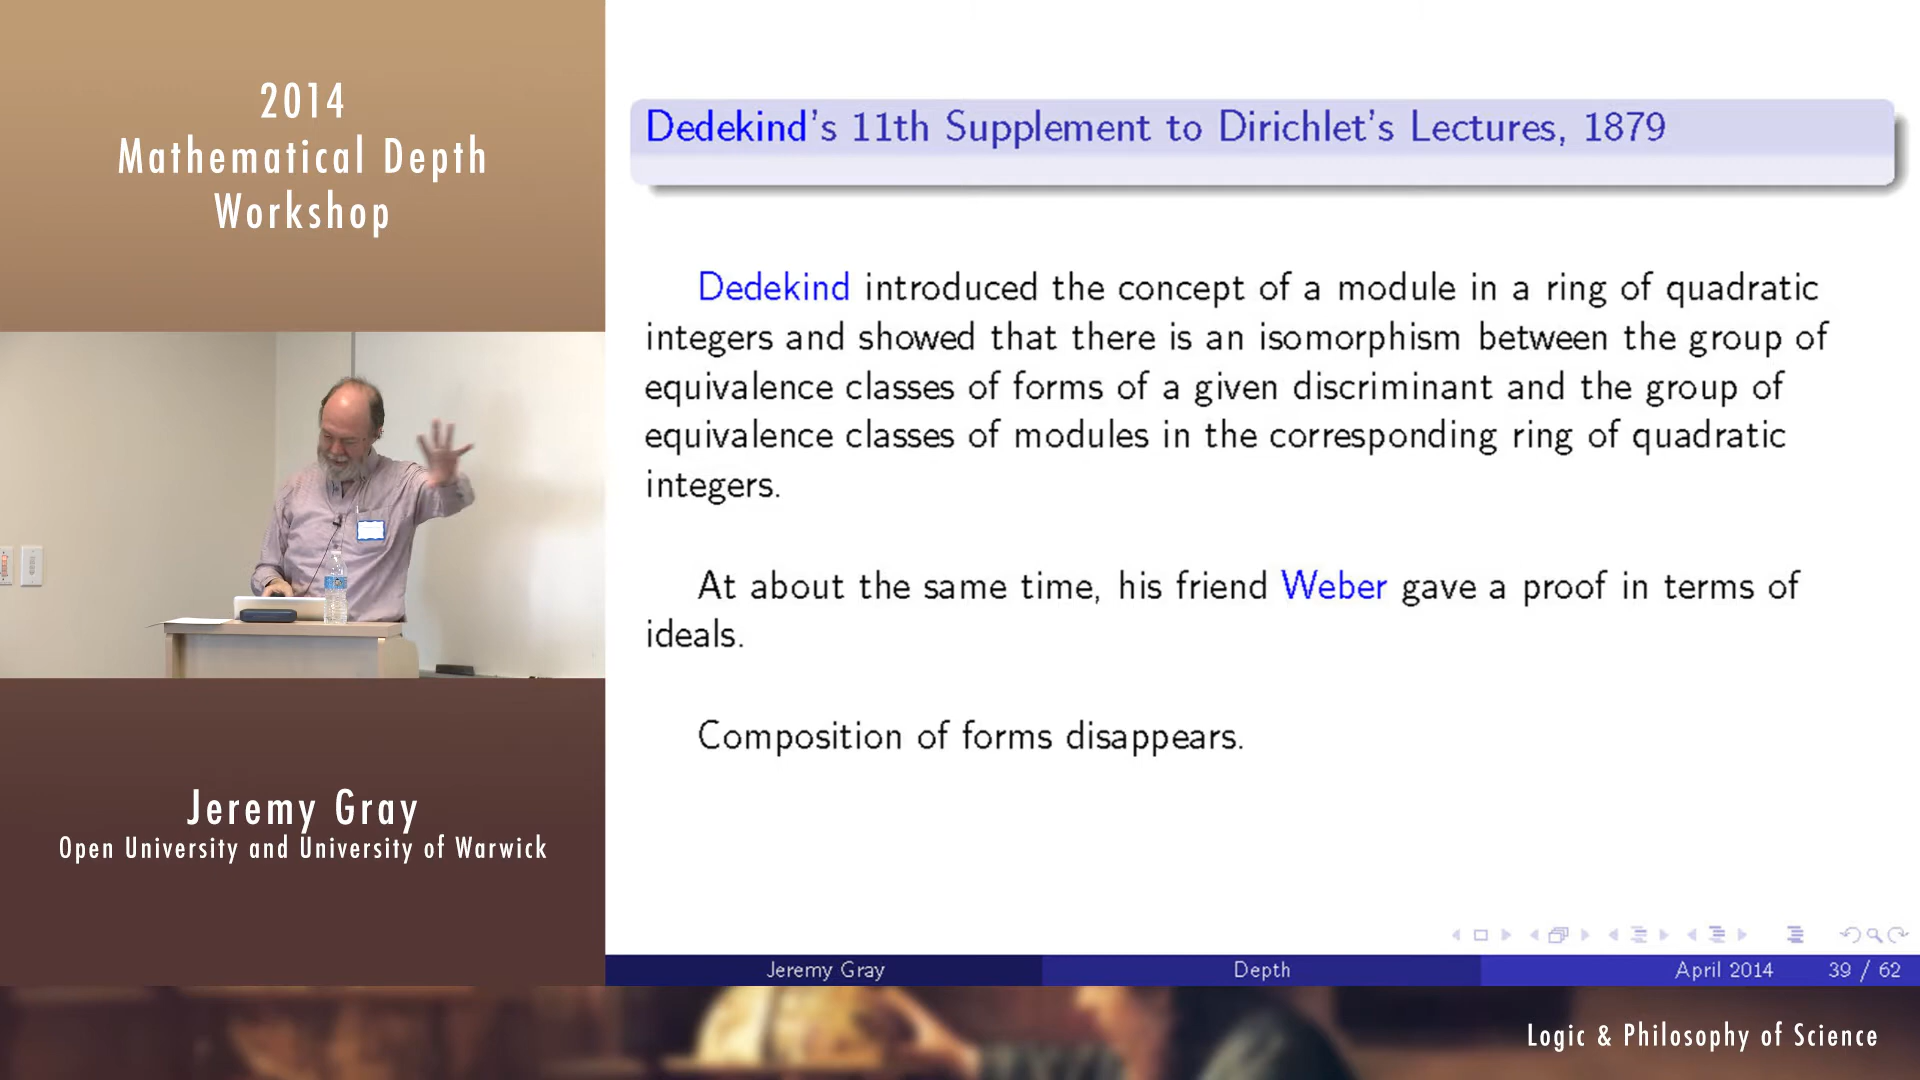 2014
Mathematical Depth
Workshop
Jeremy Gray
Open University and University of Warwick
Dedekind's 11th Supplement to Dirichlet's Lectures, 1879
Dedekind introduced the concept of a module in a ring of quadratic
integers and showed that there is an isomorphism between the group of
equivalence classes of forms of a given discriminant and the group of
equivalence classes of modules in the corresponding ring of quadratic
integers.
At about the same time, his friend Weber gave a proof in terms of
ideals.
Composition of forms disappears.
Jeremy Gray Depth April 2014 39 / 62
Logic & Philosophy of Science